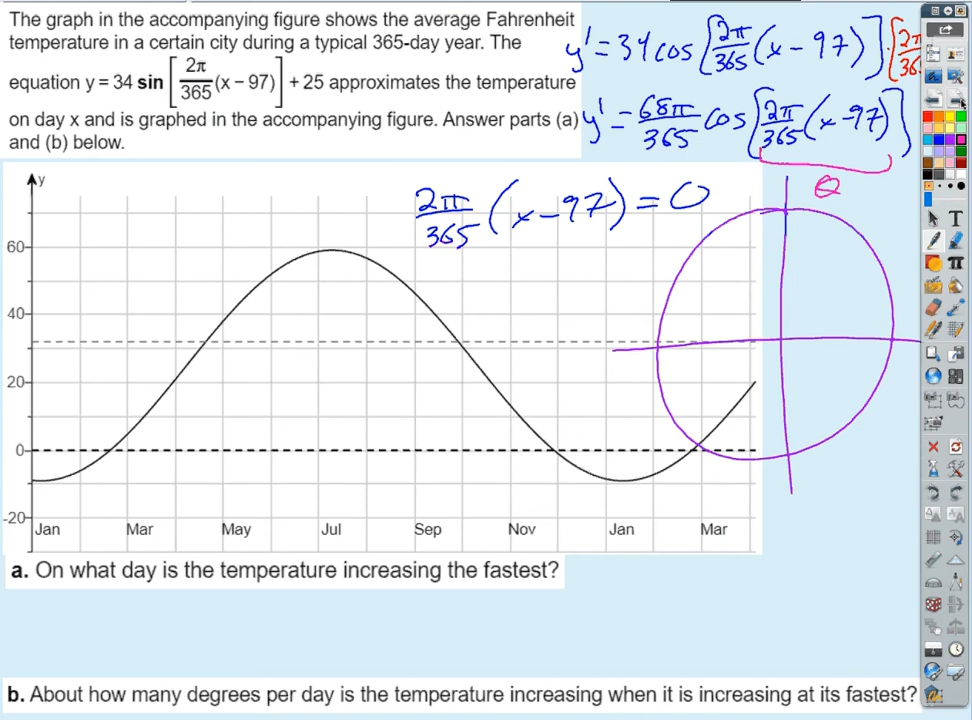 The graph in the accompanying figure shows the average Fahrenheit
temperature in a certain city during a typical 365-day year. The
equation y = 34 sin [ 2π/365 (x − 97) ] + 25 approximates the temperature
on day x and is graphed in the accompanying figure. Answer parts (a)
and (b) below.
y' = 34 cos [ 2π/365 (x − 97) ] · [ 2π/36
y' = 68π/365 cos [ 2π/365 (x − 97) ]
θ
2π/365 (x − 97) = 0
y
60
40
20
0
-20
Jan Mar May Jul Sep Nov Jan Mar
a. On what day is the temperature increasing the fastest?
b. About how many degrees per day is the temperature increasing when it is increasing at its fastest?
T
π